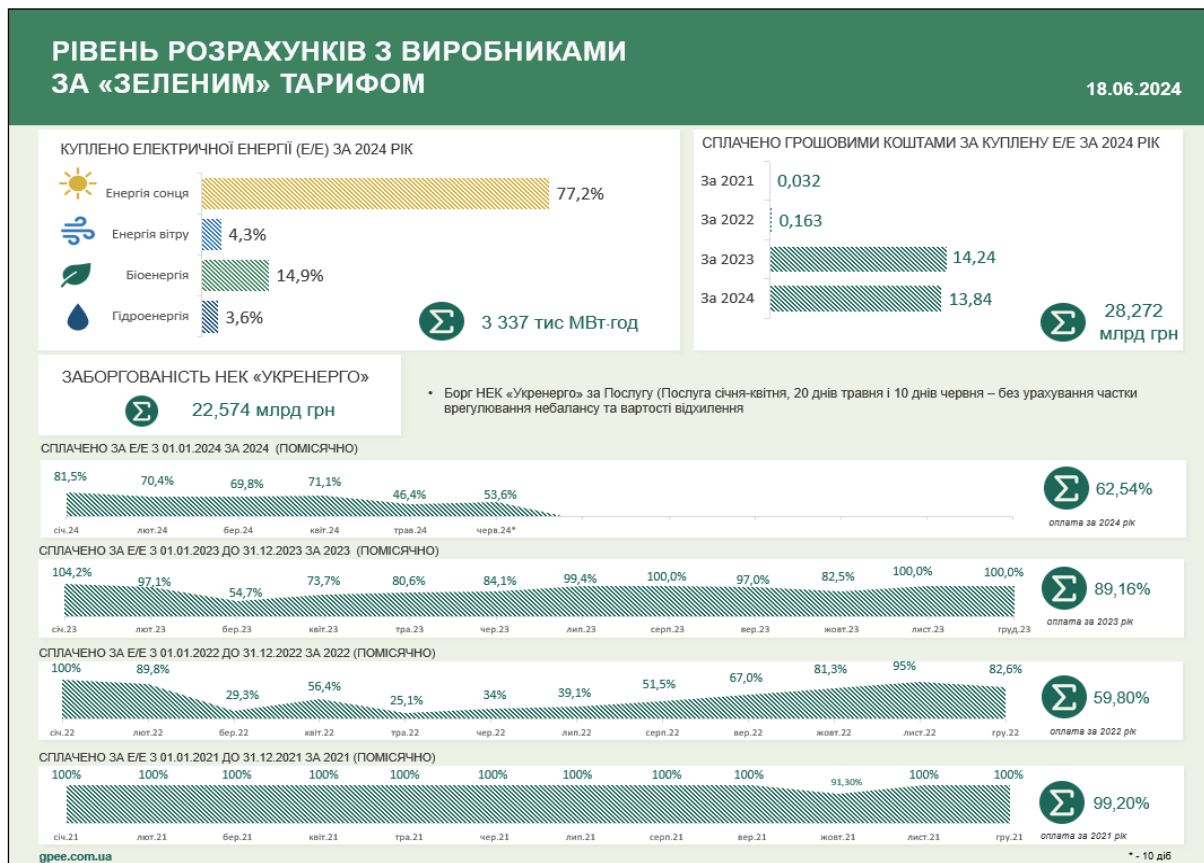 РІВЕНЬ РОЗРАХУНКІВ З ВИРОБНИКАМИ
ЗА «ЗЕЛЕНИМ» ТАРИФОМ
18.06.2024
КУПЛЕНО ЕЛЕКТРИЧНОЇ ЕНЕРГІЇ (Е/Е) ЗА 2024 РІК
Енергія сонця 77,2%
Енергія вітру 4,3%
Біоенергія 14,9%
Гідроенергія 3,6%
Σ 3 337 тис МВт·год
СПЛАЧЕНО ГРОШОВИМИ КОШТАМИ ЗА КУПЛЕНУ Е/Е ЗА 2024 РІК
За 2021 0,032
За 2022 0,163
За 2023 14,24
За 2024 13,84
Σ 28,272
млрд грн
ЗАБОРГОВАНІСТЬ НЕК «УКРЕНЕРГО»
Σ 22,574 млрд грн
• Борг НЕК «Укренерго» за Послугу (Послуга січня-квітня, 20 днів травня і 10 днів червня – без урахування частки
врегулювання небалансу та вартості відхилення
СПЛАЧЕНО ЗА Е/Е З 01.01.2024 ЗА 2024 (ПОМІСЯЧНО)
81,5% 70,4% 69,8% 71,1% 46,4% 53,6%
січ.24 лют.24 бер.24 квіт.24 трав.24 черв.24*
Σ 62,54%
оплата за 2024 рік
СПЛАЧЕНО ЗА Е/Е З 01.01.2023 ДО 31.12.2023 ЗА 2023 (ПОМІСЯЧНО)
104,2% 97,1% 54,7% 73,7% 80,6% 84,1% 99,4% 100,0% 97,0% 82,5% 100,0% 100,0%
січ.23 лют.23 бер.23 квіт.23 тра.23 чер.23 лип.23 серп.23 вер.23 жовт.23 лист.23 груд.23
Σ 89,16%
оплата за 2023 рік
СПЛАЧЕНО ЗА Е/Е З 01.01.2022 ДО 31.12.2022 ЗА 2022 (ПОМІСЯЧНО)
100% 89,8% 29,3% 56,4% 25,1% 34% 39,1% 51,5% 67,0% 81,3% 95% 82,6%
січ.22 лют.22 бер.22 квіт.22 тра.22 чер.22 лип.22 серп.22 вер.22 жовт.22 лист.22 гру.22
Σ 59,80%
оплата за 2022 рік
СПЛАЧЕНО ЗА Е/Е З 01.01.2021 ДО 31.12.2021 ЗА 2021 (ПОМІСЯЧНО)
100% 100% 100% 100% 100% 100% 100% 100% 100% 91,30% 100% 100%
січ.21 лют.21 бер.21 квіт.21 тра.21 чер.21 лип.21 серп.21 вер.21 жовт.21 лист.21 гру.21
Σ 99,20%
оплата за 2021 рік
gpee.com.ua
* - 10 діб